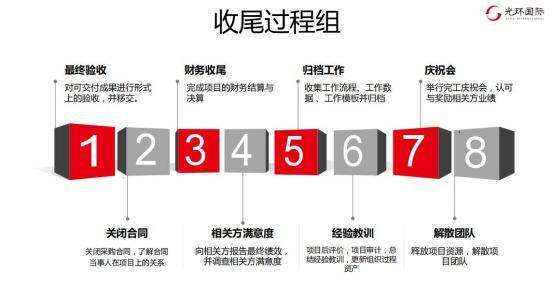 收尾过程组
光环国际
最终验收
对可交付成果进行形式
上的验收，并移交。
财务收尾
完成项目的财务结算与
决算
归档工作
收集工作流程、工作数
据、工作模板并归档
庆祝会
举行完工庆祝会，认可
与奖励相关方业绩
1 2 3 4 5 6 7 8
关闭合同
关闭采购合同，了解合同
当事人在项目上的关系
相关方满意度
向相关方报告最终绩效，
并调查相关方满意度
经验教训
项目后评价，项目审计，总
结经验教训，更新组织过程
资产
解散团队
释放项目资源，解散项
目团队